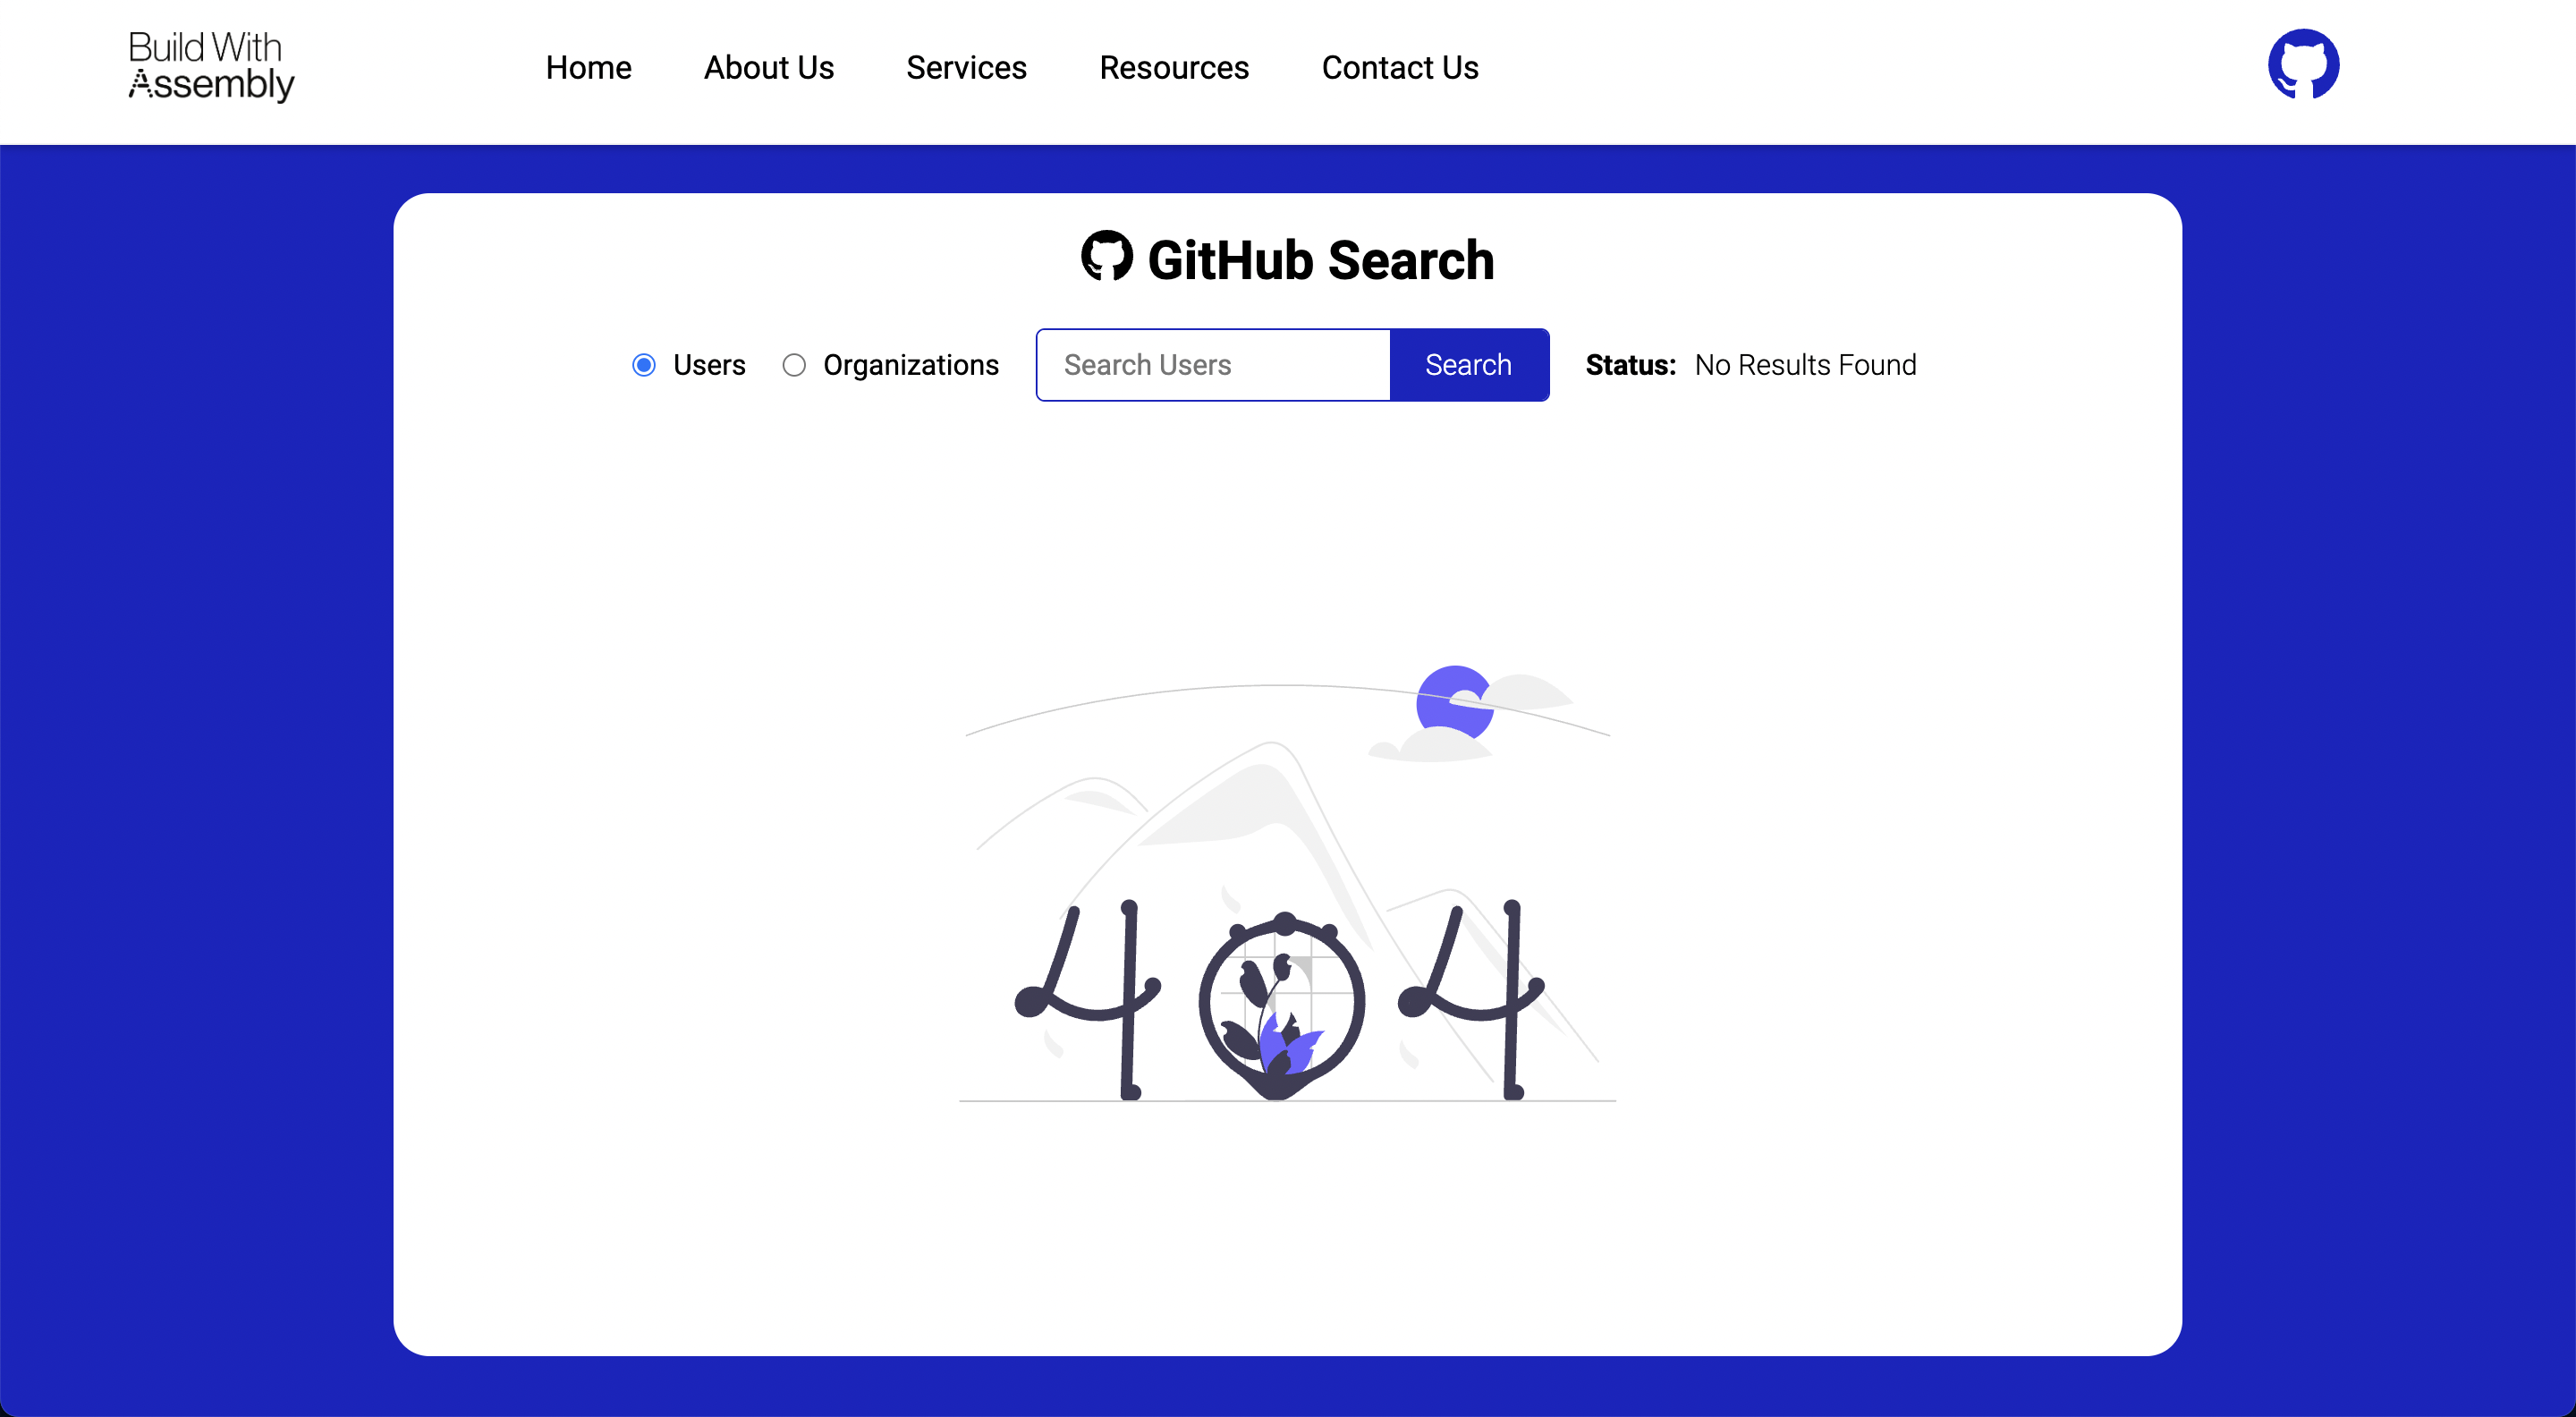 Build With
Assembly
Home About Us Services Resources Contact Us
GitHub Search
Users Organizations Search Users Search Status: No Results Found
404